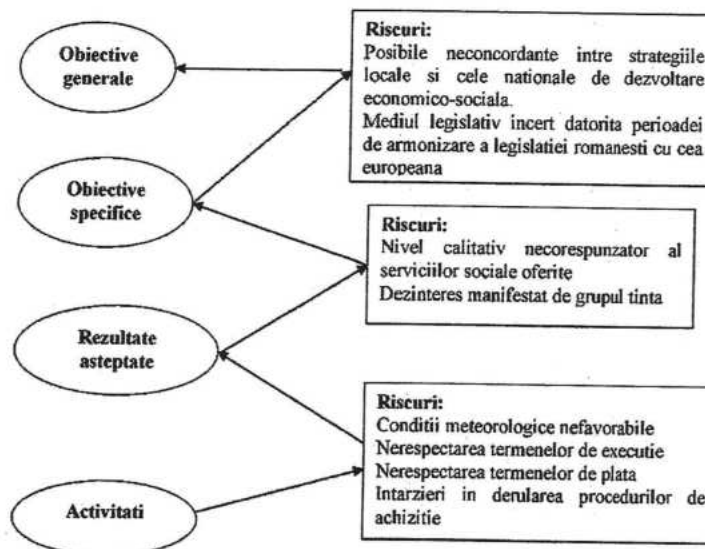 Obiective
generale
Riscuri:
Posibile neconcordante intre strategiile
locale si cele nationale de dezvoltare
economico-sociala.
Mediul legislativ incert datorita perioadei
de armonizare a legislatiei romanesti cu cea
europeana
Obiective
specifice
Riscuri:
Nivel calitativ necorespunzator al
serviciilor sociale oferite
Dezinteres manifestat de grupul tinta
Rezultate
asteptate
Riscuri:
Conditii meteorologice nefavorabile
Nerespectarea termenelor de executie
Nerespectarea termenelor de plata
Intarzieri in derularea procedurilor de
achizitie
Activitati